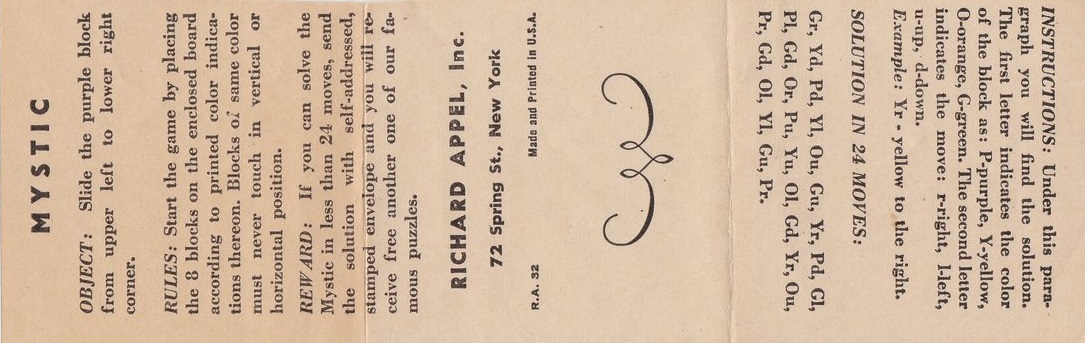 MYSTIC
OBJECT: Slide the purple block
from upper left to lower right
corner.
RULES: Start the game by placing
the 8 blocks on the enclosed board
according to printed color indica-
tions thereon. Blocks of same color
must never touch in vertical or
horizontal position.
REWARD: If you can solve the
Mystic in less than 24 moves, send
the solution with self-addressed,
stamped envelope and you will re-
ceive free another one of our fa-
mous puzzles.
RICHARD APPEL, Inc.
72 Spring St., New York
R.A. 32 Made and Printed in U.S.A.
INSTRUCTIONS: Under this para-
graph you will find the solution.
The first letter indicates the color
of the block as: P-purple, Y-yellow,
O-orange, G-green. The second letter
indicates the move: r-right, l-left,
u-up, d-down.
Example: Yr - yellow to the right.
SOLUTION IN 24 MOVES:
Gr, Yd, Pd, Yl, Ou, Gu, Yr, Pd, Gl,
Pl, Gd, Or, Pu, Yu, Ol, Gd, Yr, Ou,
Pr, Gd, Ol, Yl, Gu, Pr.